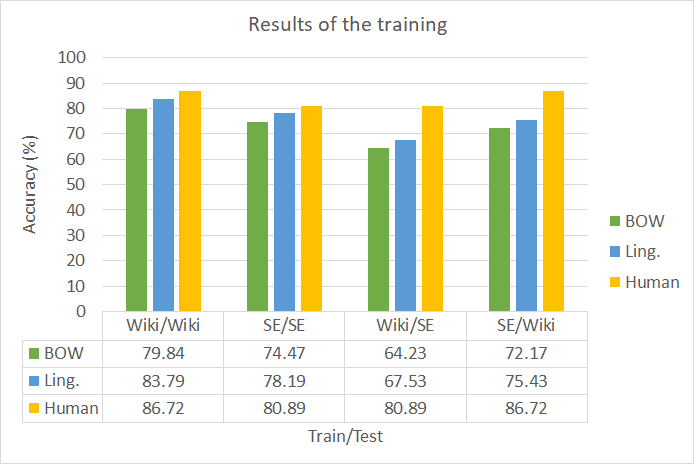 Results of the training
Accuracy (%)
100
90
80
70
60
50
40
30
20
10
0
BOW
Ling.
Human
Wiki/Wiki SE/SE Wiki/SE SE/Wiki
BOW 79.84 74.47 64.23 72.17
Ling. 83.79 78.19 67.53 75.43
Human 86.72 80.89 80.89 86.72
Train/Test